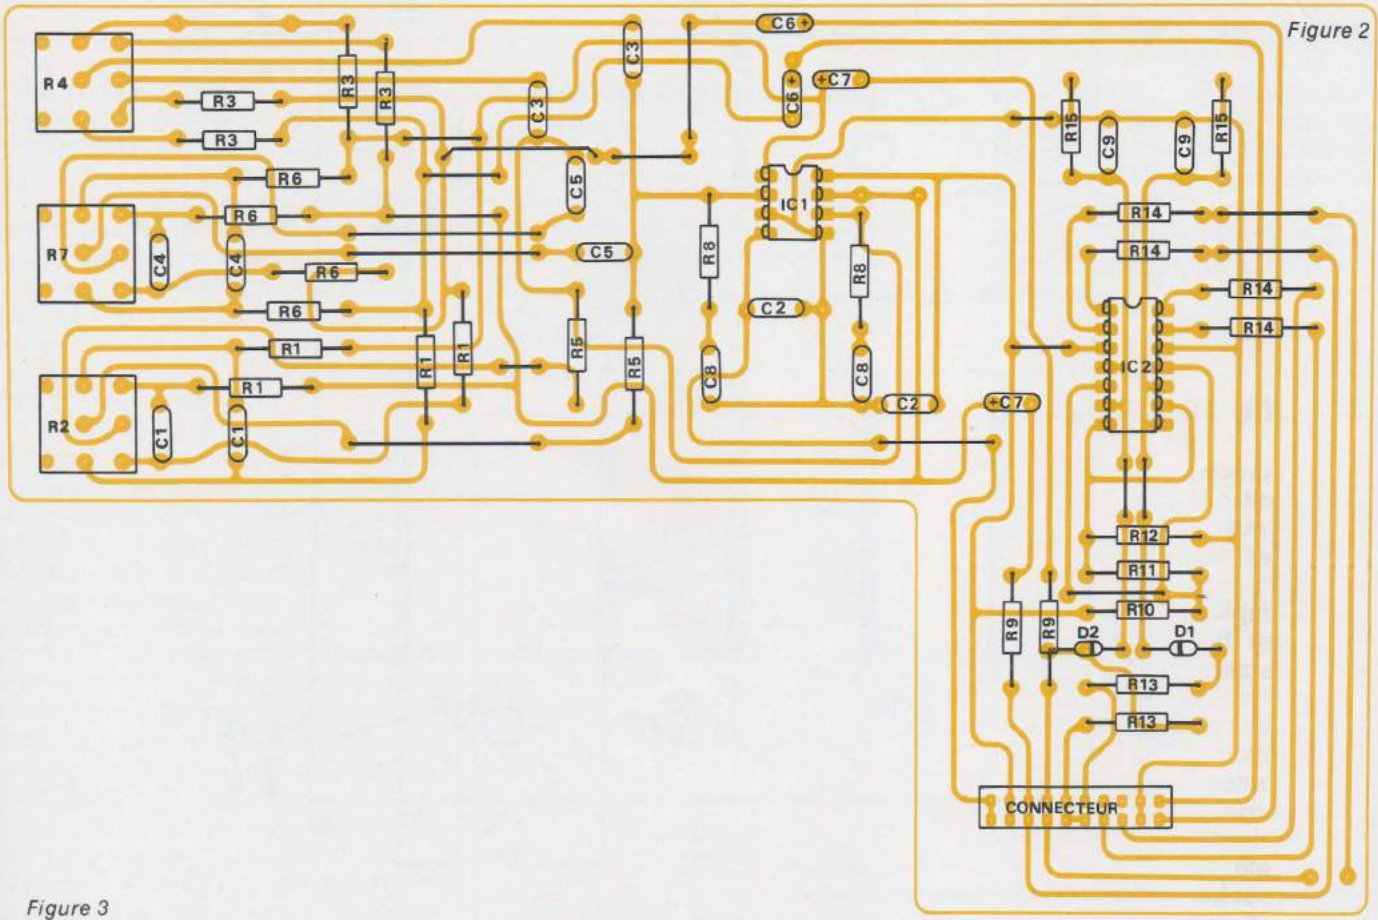 Figure 2
C6 +
R4
R3
R3
R3
R3
C3
C3
C6 +
+C7
R15
C9
C9
R15
R6
R6
R6
R6
R7
C4
C4
C5
C5
IC1
R8
R8
R14
R14
R14
R14
C2
IC2
R1
R1
R1
R1
R5
R5
C8
C8
C2
+C7
R2
C1
C1
R12
R11
R10
R9
R9
D2
D1
R13
R13
CONNECTEUR
Figure 3